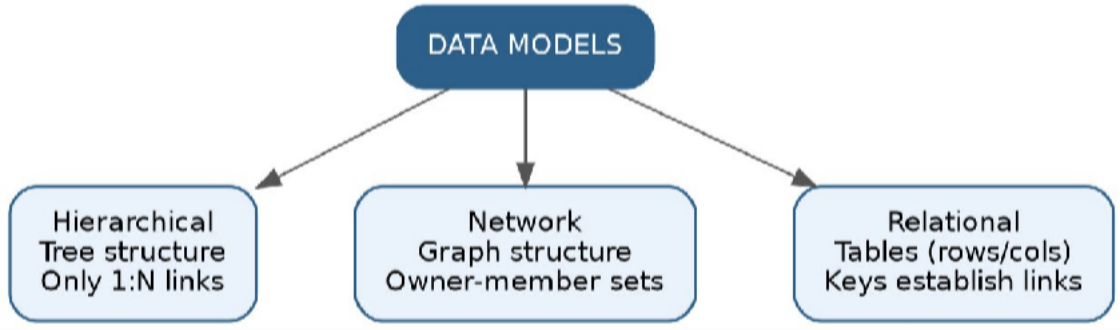 DATA MODELS
Hierarchical
Tree structure
Only 1:N links
Network
Graph structure
Owner-member sets
Relational
Tables (rows/cols)
Keys establish links